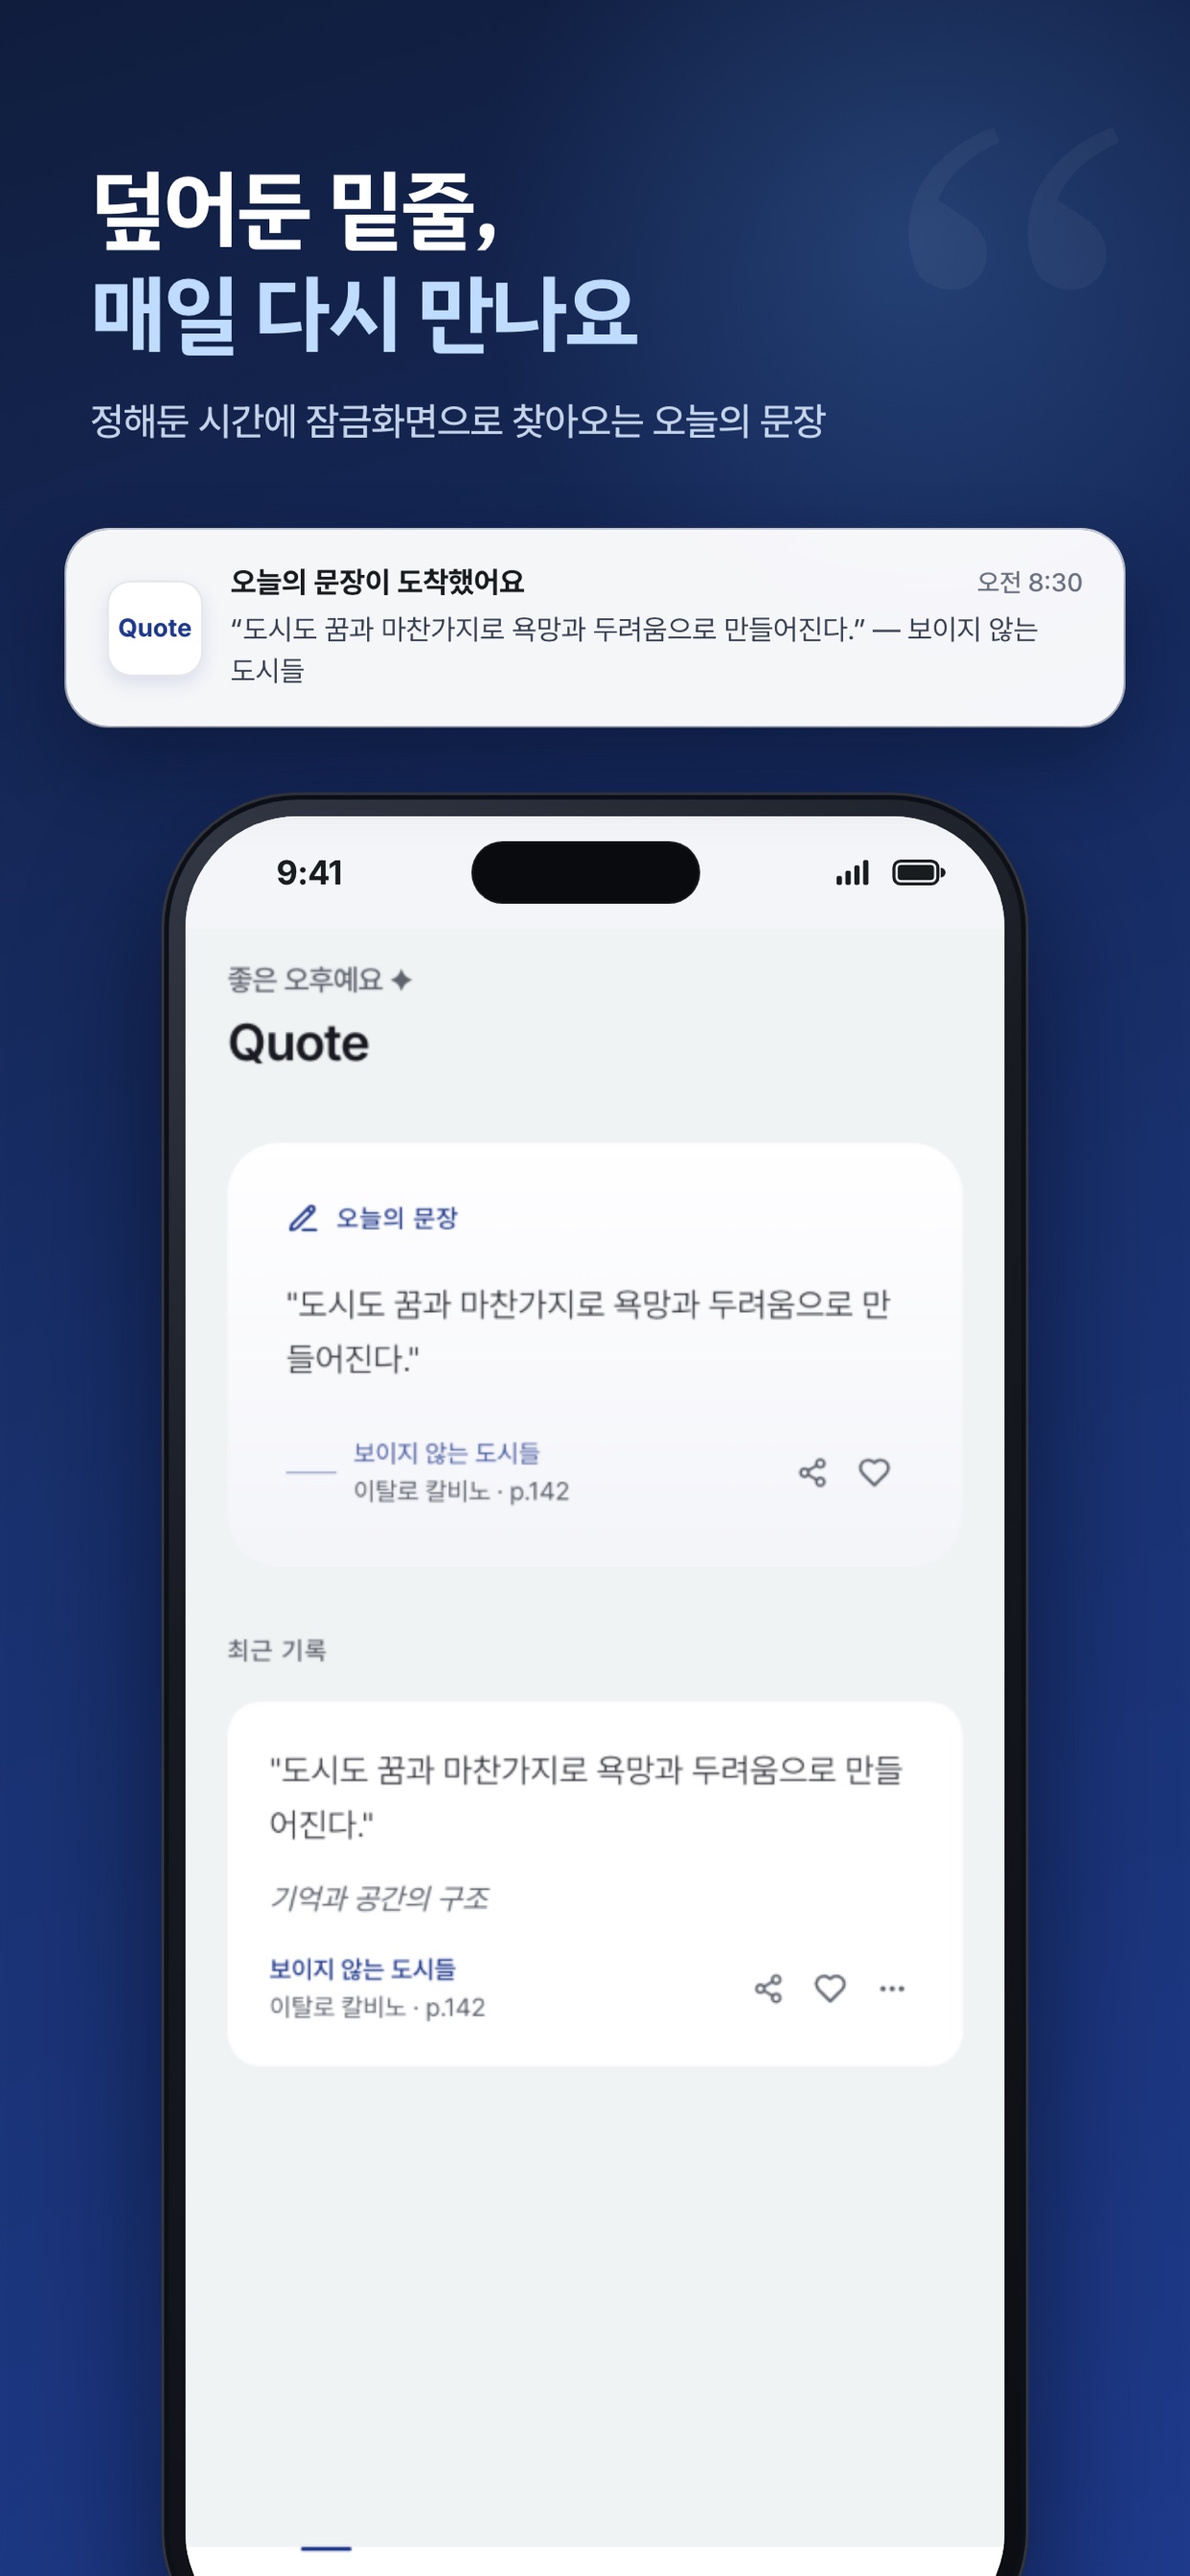 덮어둔 밑줄,
매일 다시 만나요
정해둔 시간에 잠금화면으로 찾아오는 오늘의 문장
Quote
오늘의 문장이 도착했어요
오전 8:30
“도시도 꿈과 마찬가지로 욕망과 두려움으로 만들어진다.” — 보이지 않는
도시들
9:41
좋은 오후예요 ✦
Quote
오늘의 문장
"도시도 꿈과 마찬가지로 욕망과 두려움으로 만
들어진다."
보이지 않는 도시들
이탈로 칼비노 · p.142
최근 기록
"도시도 꿈과 마찬가지로 욕망과 두려움으로 만들
어진다."
기억과 공간의 구조
보이지 않는 도시들
이탈로 칼비노 · p.142